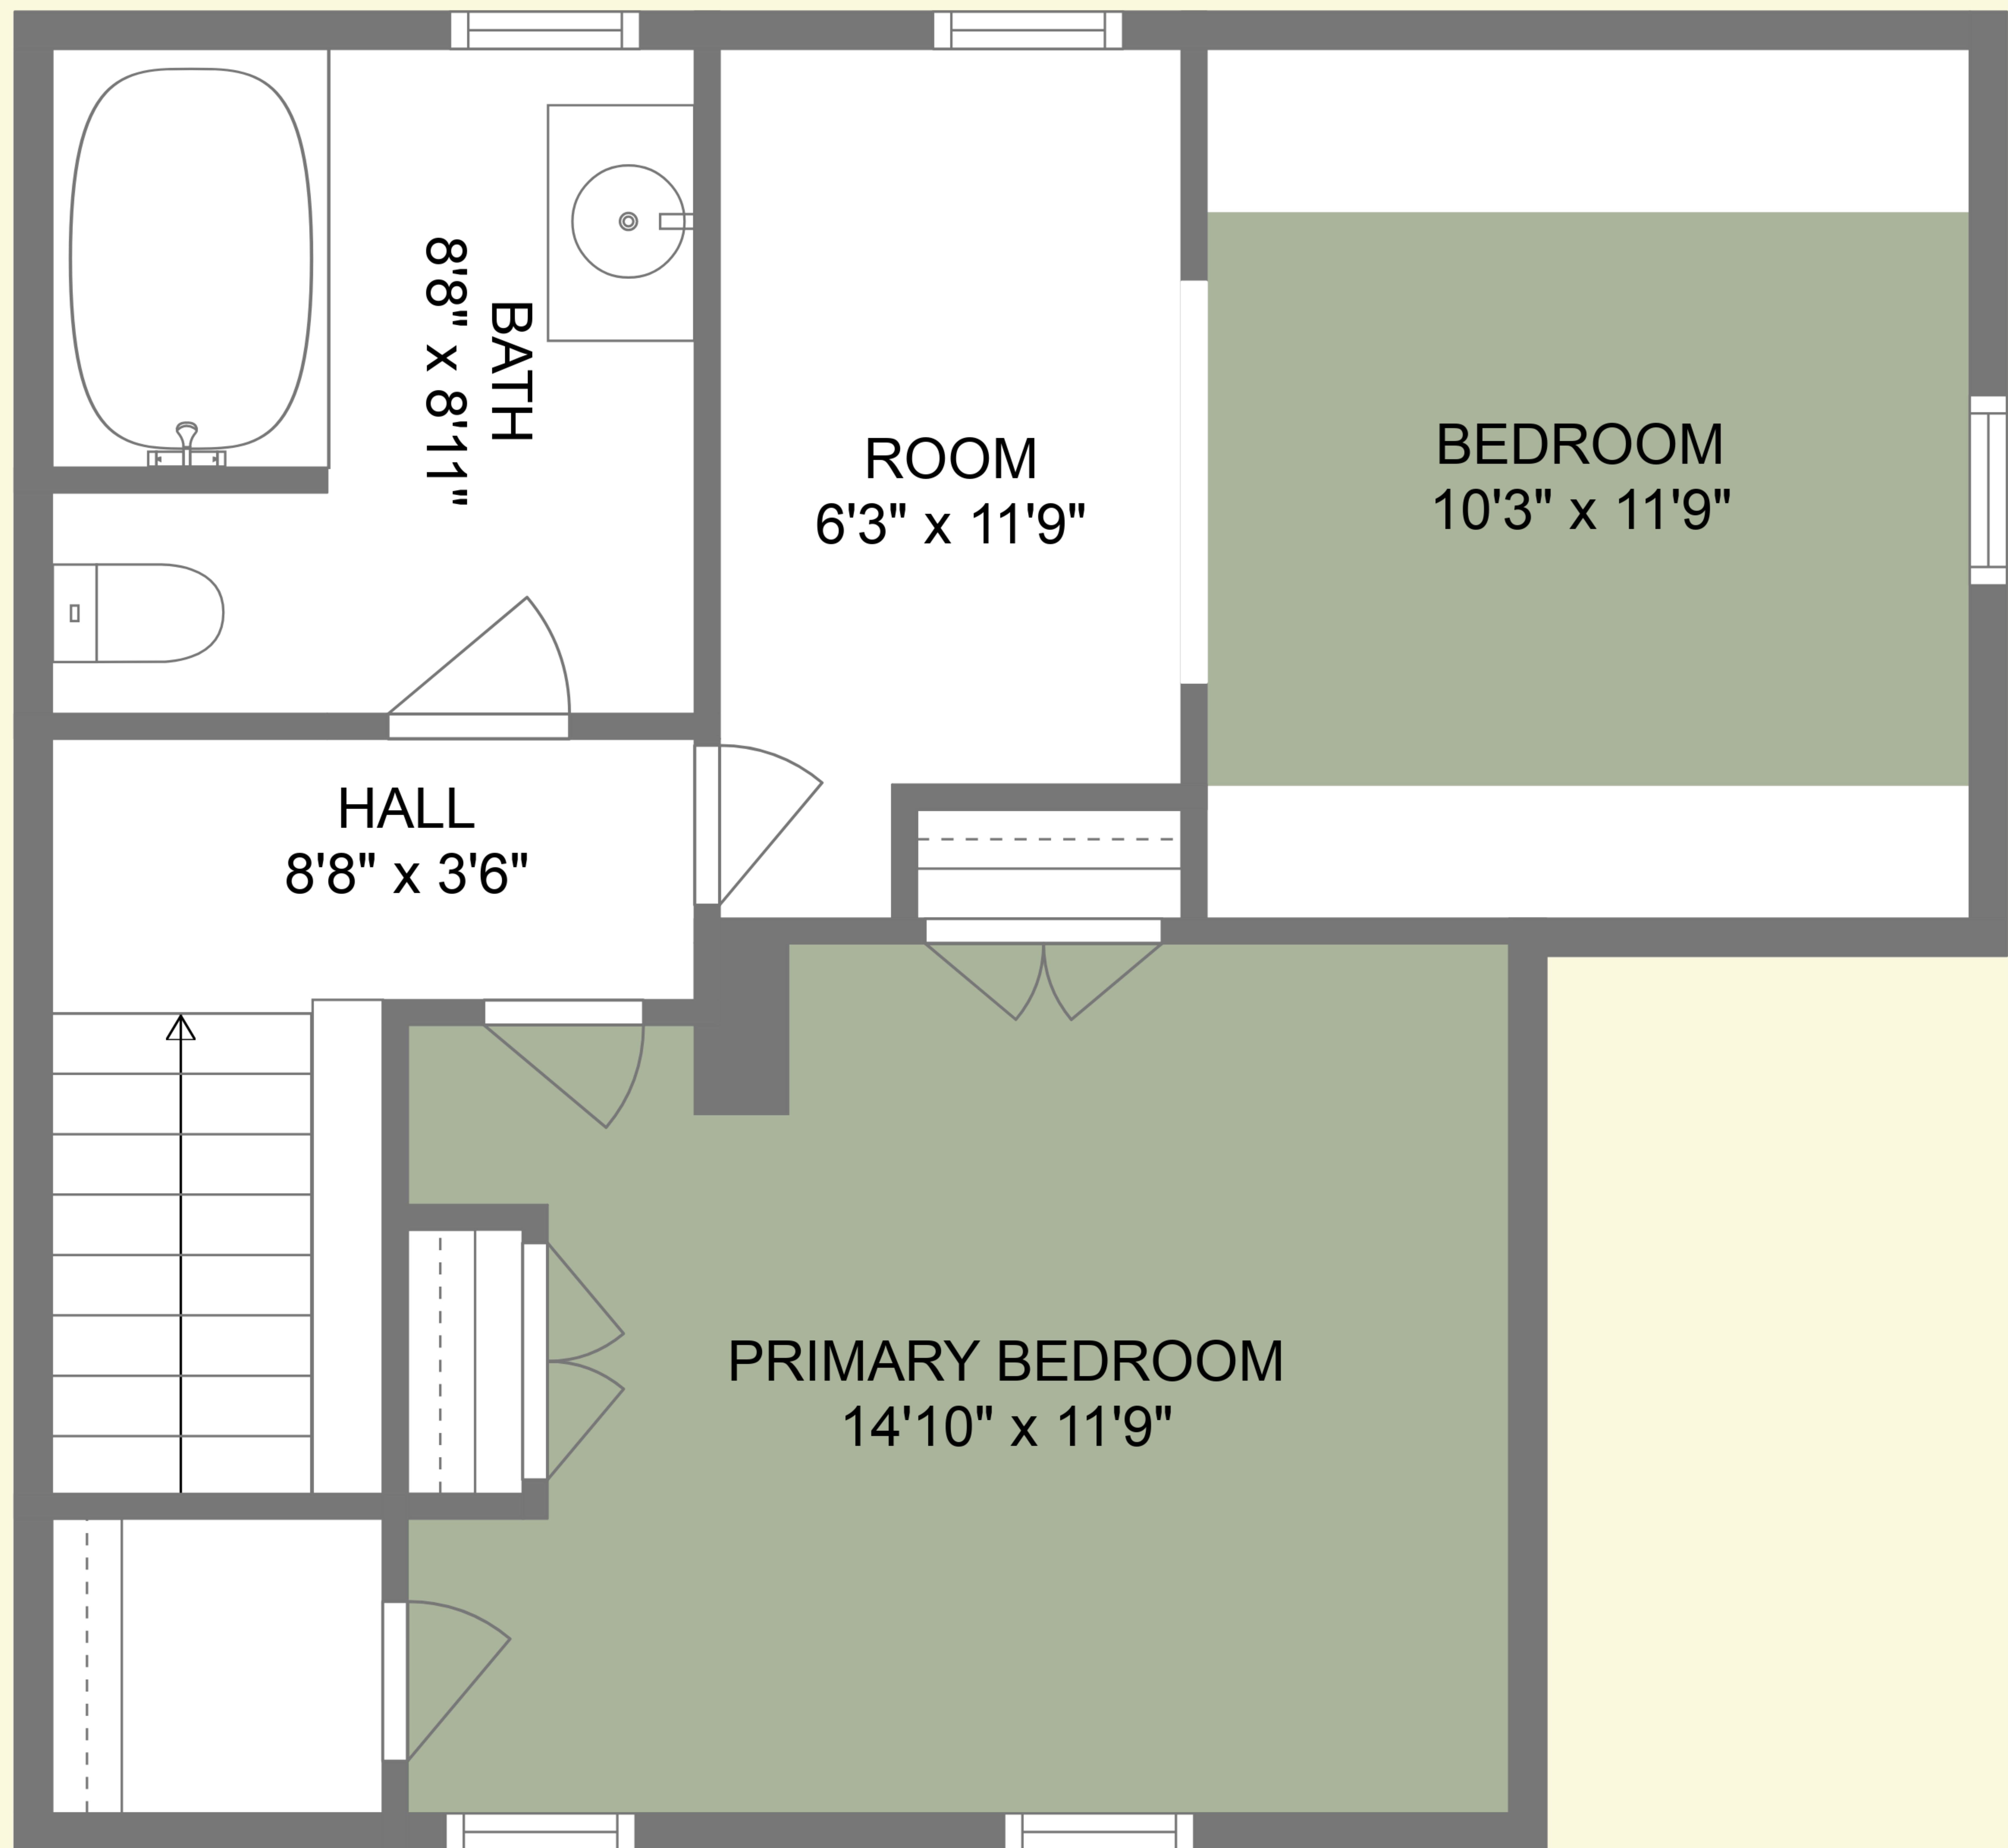 BATH
8'8" x 8'11"
ROOM
6'3" x 11'9"
BEDROOM
10'3" x 11'9"
HALL
8'8" x 3'6"
PRIMARY BEDROOM
14'10" x 11'9"